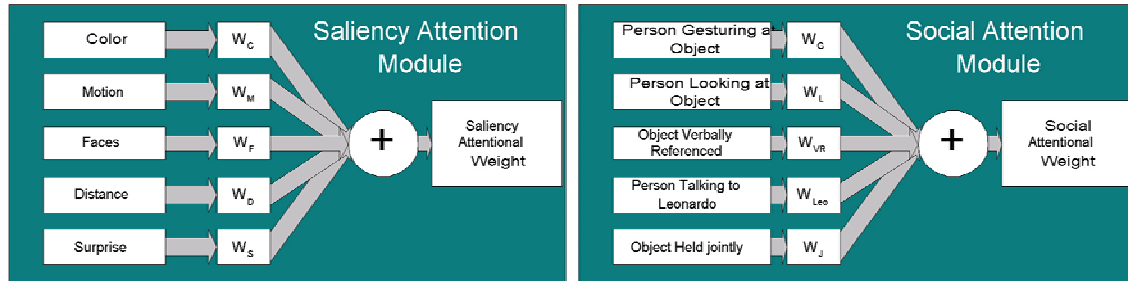 Saliency Attention
Module
Color
W_C
Motion
W_M
Faces
W_F
Distance
W_D
Surprise
W_S
+
Saliency
Attentional
Weight
Social Attention
Module
Person Gesturing at
Object
W_G
Person Looking at
Object
W_L
Object Verbally
Referenced
W_VR
Person Talking to
Leonardo
W_Leo
Object Held jointly
W_J
+
Social
Attentional
Weight